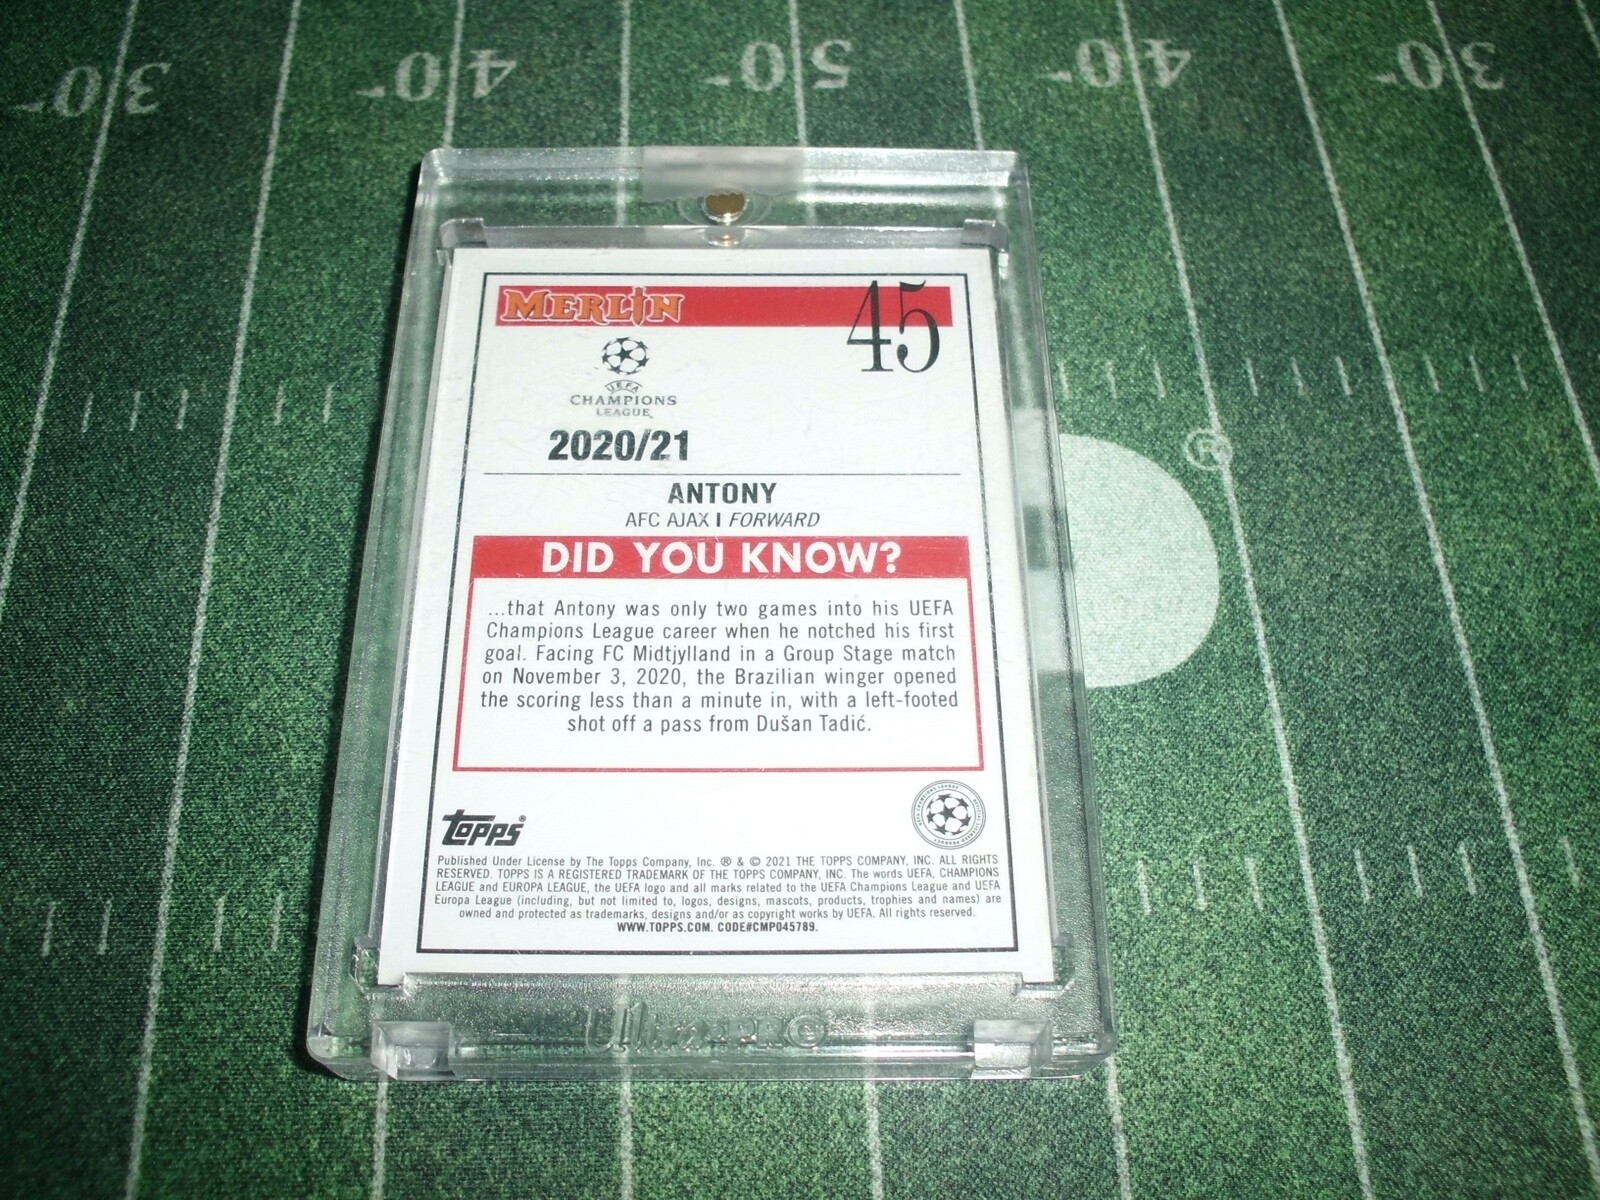 30 40 50 40 30
MERLIN 45
UEFA
CHAMPIONS
LEAGUE
2020/21
ANTONY
AFC AJAX | FORWARD
DID YOU KNOW?
...that Antony was only two games into his UEFA
Champions League career when he notched his first
goal. Facing FC Midtjylland in a Group Stage match
on November 3, 2020, the Brazilian winger opened
the scoring less than a minute in, with a left-footed
shot off a pass from Dušan Tadić.
topps®
Published Under License by The Topps Company, Inc. ® & © 2021 THE TOPPS COMPANY, INC. ALL RIGHTS
RESERVED. TOPPS IS A REGISTERED TRADEMARK OF THE TOPPS COMPANY, INC. The words UEFA, CHAMPIONS
LEAGUE and EUROPA LEAGUE, the UEFA logo and all marks related to the UEFA Champions League and UEFA
Europa League (including, but not limited to, logos, designs, mascots, products, trophies and names) are
owned and protected as trademarks, designs and/or as copyright works by UEFA. All rights reserved.
WWW.TOPPS.COM. CODE#CMP045789.
Ultra•PRO
®